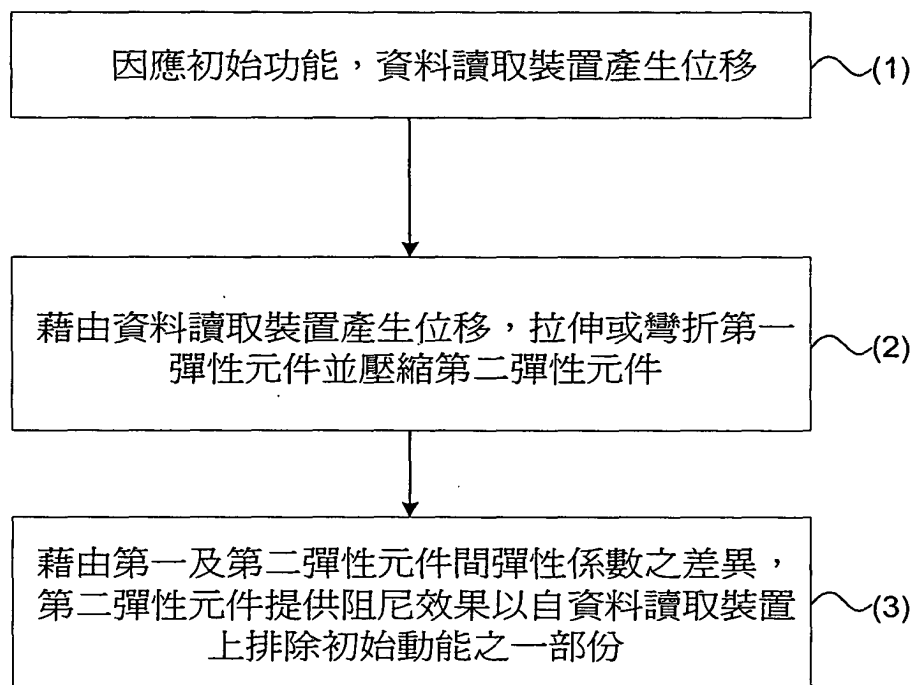 因應初始功能，資料讀取裝置產生位移
(1)
藉由資料讀取裝置產生位移，拉伸或彎折第一
彈性元件並壓縮第二彈性元件
(2)
藉由第一及第二彈性元件間彈性係數之差異，
第二彈性元件提供阻尼效果以自資料讀取裝置
上排除初始動能之一部份
(3)